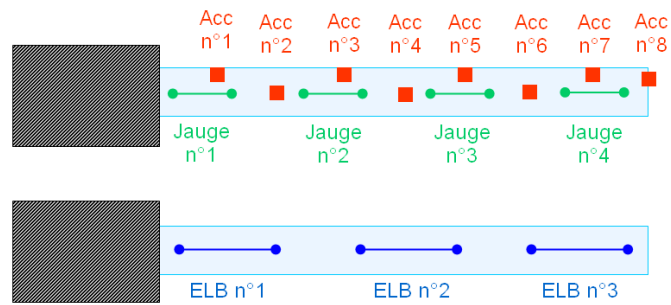 Acc n°1
Acc n°2
Acc n°3
Acc n°4
Acc n°5
Acc n°6
Acc n°7
Acc n°8
Jauge n°1
Jauge n°2
Jauge n°3
Jauge n°4
ELB n°1
ELB n°2
ELB n°3